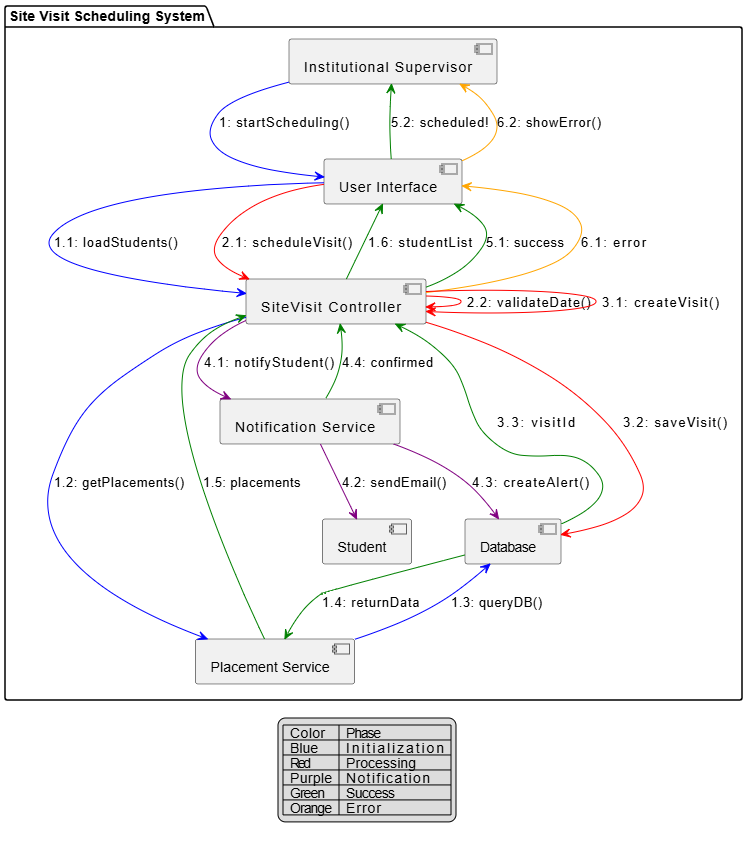 Site Visit Scheduling System
Institutional Supervisor
1: startScheduling()
5.2: scheduled!
6.2: showError()
User Interface
1.1: loadStudents()
2.1: scheduleVisit()
1.6: studentList
5.1: success
6.1: error
SiteVisit Controller
2.2: validateDate()
3.1: createVisit()
4.1: notifyStudent()
4.4: confirmed
3.3: visitId
3.2: saveVisit()
Notification Service
1.2: getPlacements()
1.5: placements
4.2: sendEmail()
4.3: createAlert()
Student
Database
1.4: returnData
1.3: queryDB()
Placement Service
Color Phase
Blue Initialization
Red Processing
Purple Notification
Green Success
Orange Error